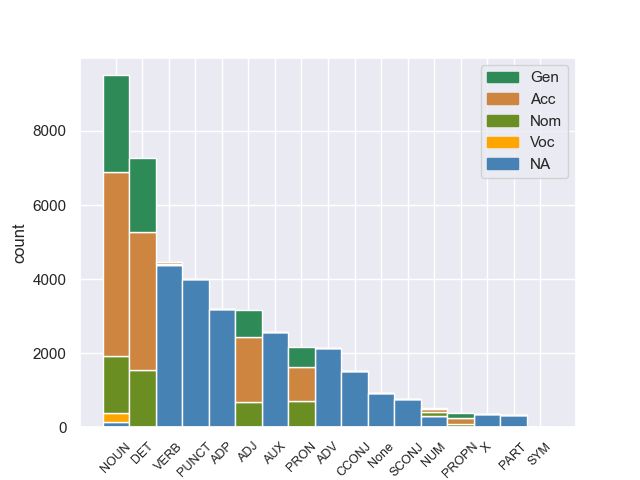 Gen
Acc
Nom
Voc
NA
count
8000
6000
4000
2000
0
NOUN
DET
VERB
PUNCT
ADP
ADJ
AUX
PRON
ADV
CCONJ
None
SCONJ
NUM
PROPN
X
PART
SYM